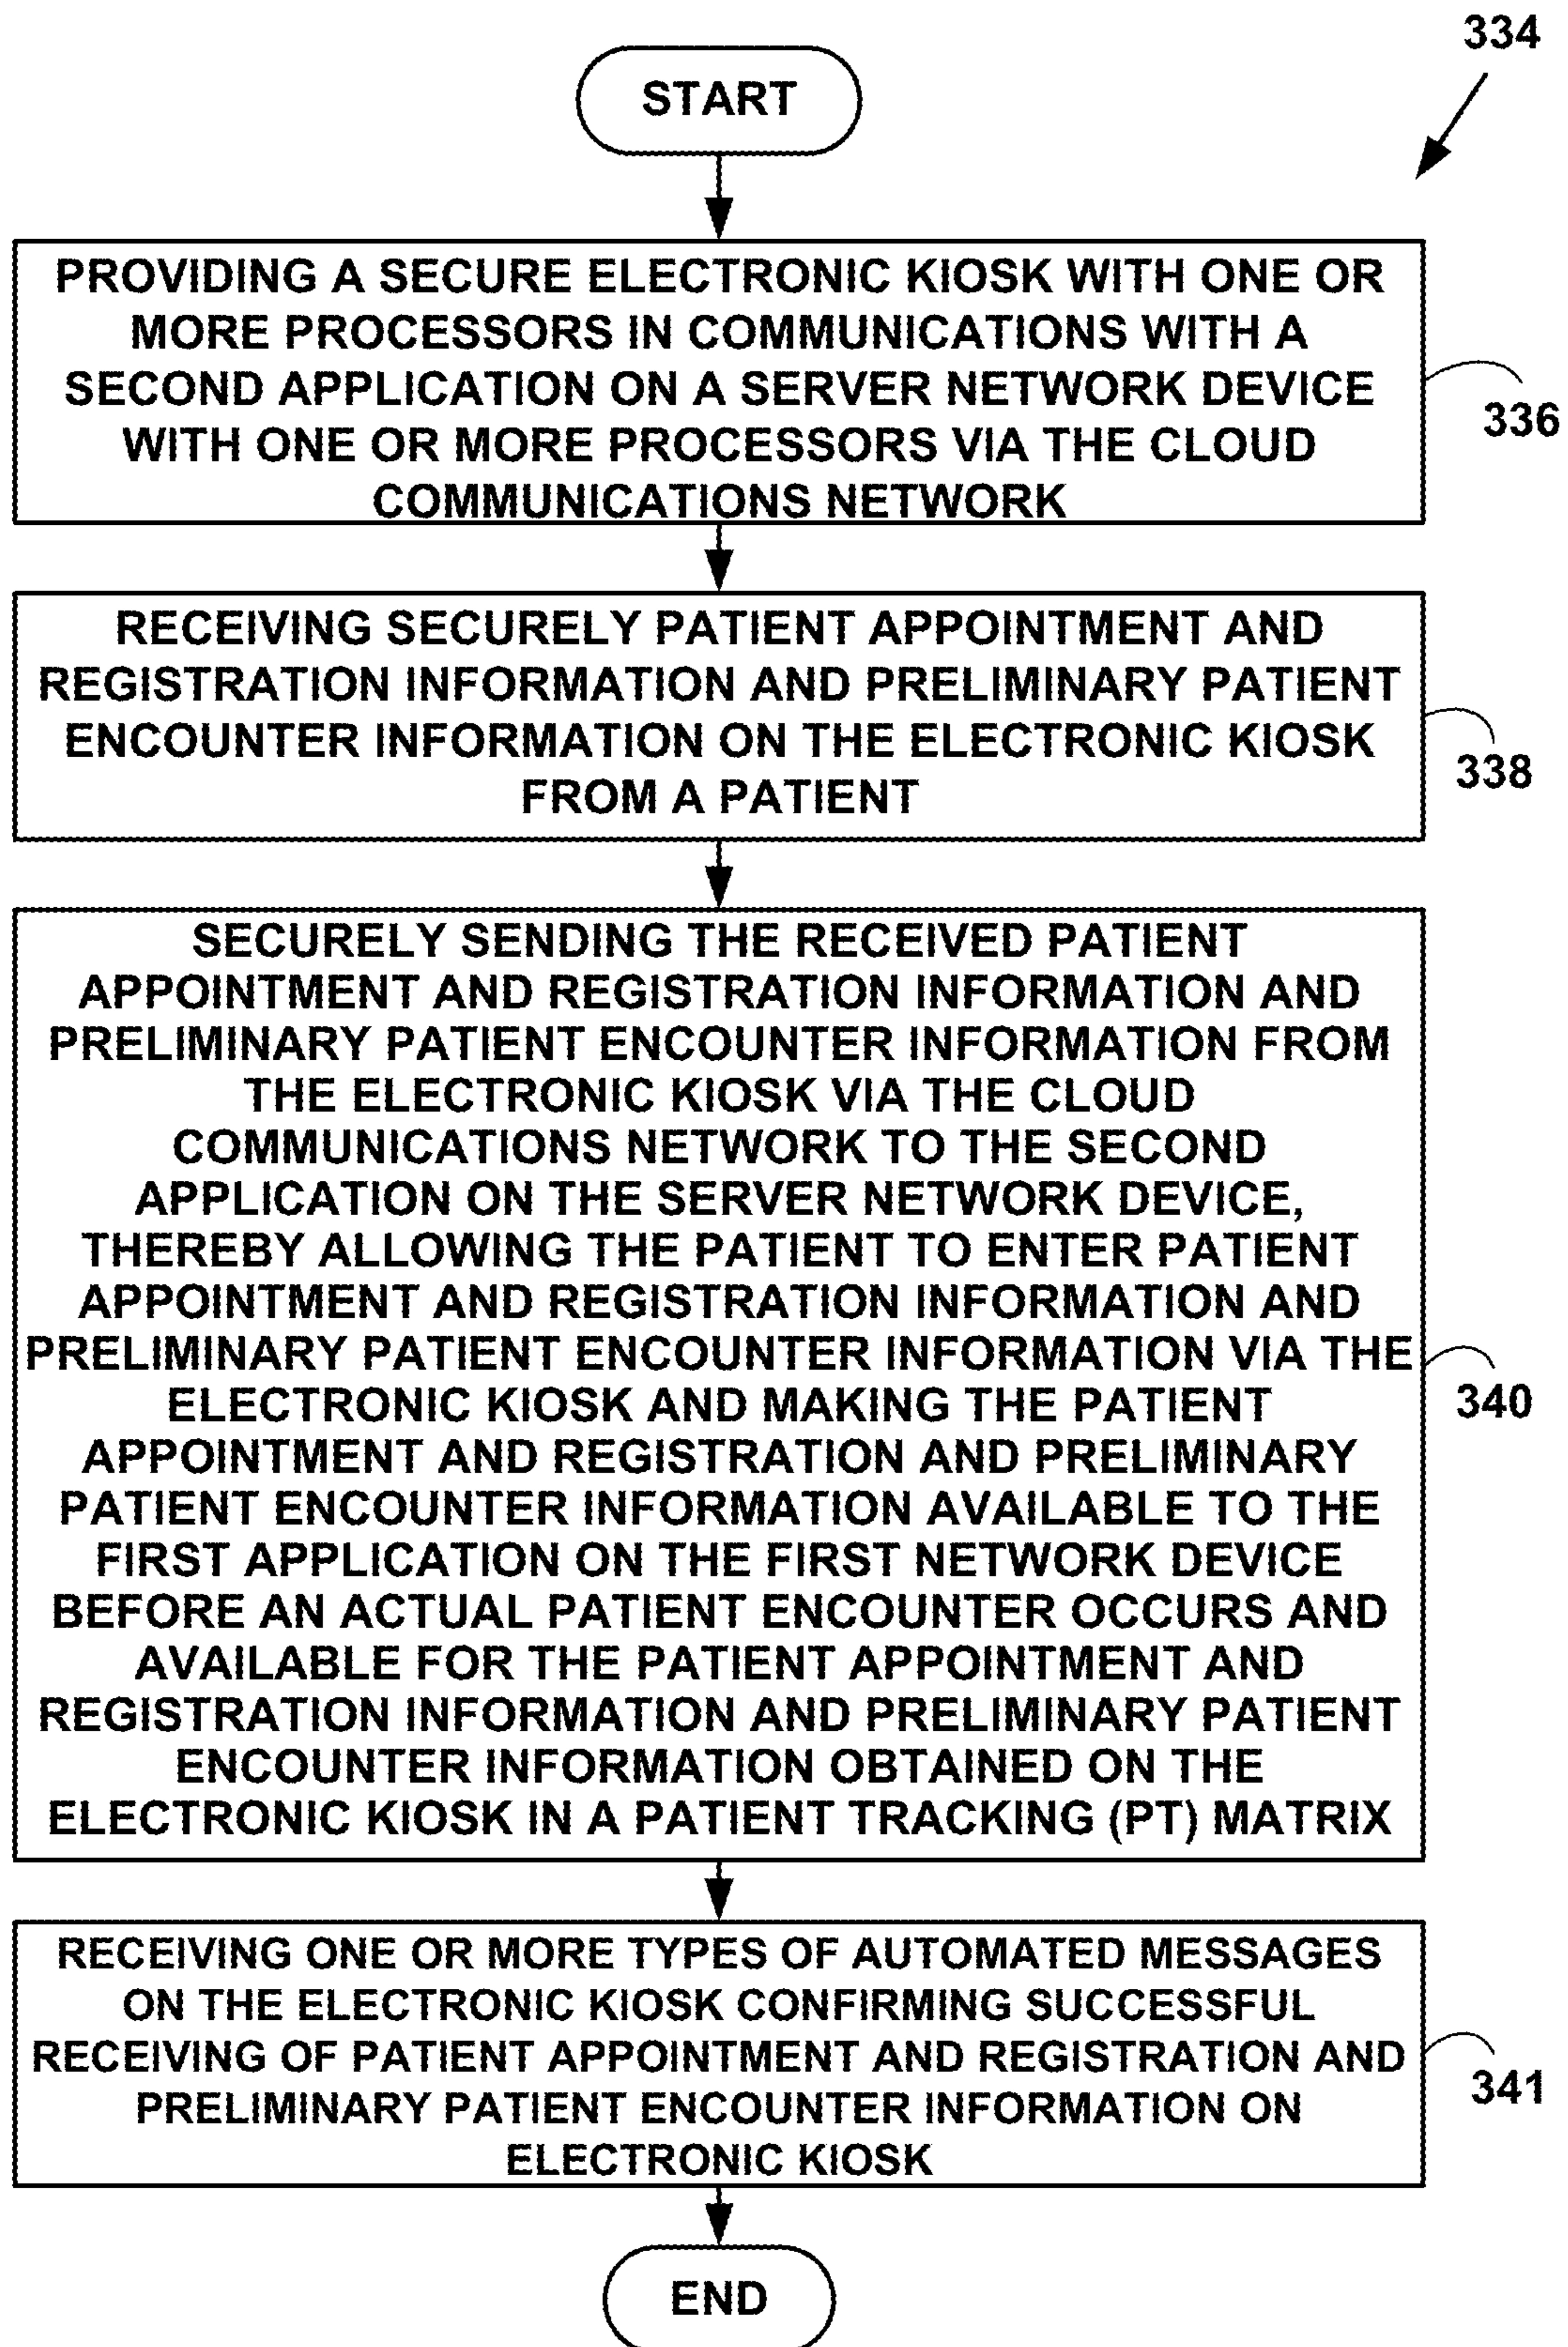 334
START
PROVIDING A SECURE ELECTRONIC KIOSK WITH ONE OR
MORE PROCESSORS IN COMMUNICATIONS WITH A
SECOND APPLICATION ON A SERVER NETWORK DEVICE
WITH ONE OR MORE PROCESSORS VIA THE CLOUD
COMMUNICATIONS NETWORK
336
RECEIVING SECURELY PATIENT APPOINTMENT AND
REGISTRATION INFORMATION AND PRELIMINARY PATIENT
ENCOUNTER INFORMATION ON THE ELECTRONIC KIOSK
FROM A PATIENT
338
SECURELY SENDING THE RECEIVED PATIENT
APPOINTMENT AND REGISTRATION INFORMATION AND
PRELIMINARY PATIENT ENCOUNTER INFORMATION FROM
THE ELECTRONIC KIOSK VIA THE CLOUD
COMMUNICATIONS NETWORK TO THE SECOND
APPLICATION ON THE SERVER NETWORK DEVICE,
THEREBY ALLOWING THE PATIENT TO ENTER PATIENT
APPOINTMENT AND REGISTRATION INFORMATION AND
PRELIMINARY PATIENT ENCOUNTER INFORMATION VIA THE
ELECTRONIC KIOSK AND MAKING THE PATIENT
APPOINTMENT AND REGISTRATION AND PRELIMINARY
PATIENT ENCOUNTER INFORMATION AVAILABLE TO THE
FIRST APPLICATION ON THE FIRST NETWORK DEVICE
BEFORE AN ACTUAL PATIENT ENCOUNTER OCCURS AND
AVAILABLE FOR THE PATIENT APPOINTMENT AND
REGISTRATION INFORMATION AND PRELIMINARY PATIENT
ENCOUNTER INFORMATION OBTAINED ON THE
ELECTRONIC KIOSK IN A PATIENT TRACKING (PT) MATRIX
340
RECEIVING ONE OR MORE TYPES OF AUTOMATED MESSAGES
ON THE ELECTRONIC KIOSK CONFIRMING SUCCESSFUL
RECEIVING OF PATIENT APPOINTMENT AND REGISTRATION AND
PRELIMINARY PATIENT ENCOUNTER INFORMATION ON
ELECTRONIC KIOSK
341
END